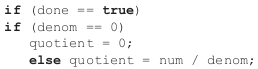 if (done == true)
if (denom == 0)
    quotient = 0;
    else quotient = num / denom;